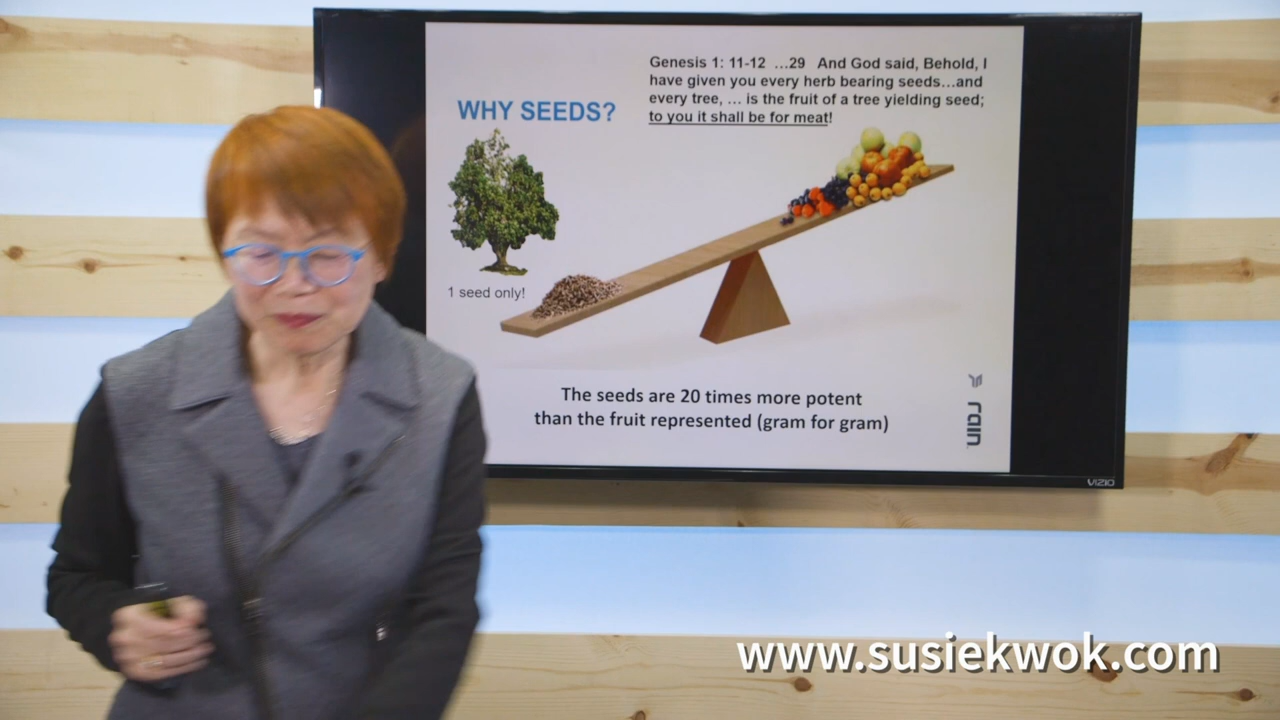 Genesis 1: 11-12 ...29 And God said, Behold, I
have given you every herb bearing seeds...and
every tree, ... is the fruit of a tree yielding seed;
to you it shall be for meat!
WHY SEEDS?
1 seed only!
The seeds are 20 times more potent
than the fruit represented (gram for gram)
rain
VIZIO
www.susiekwok.com